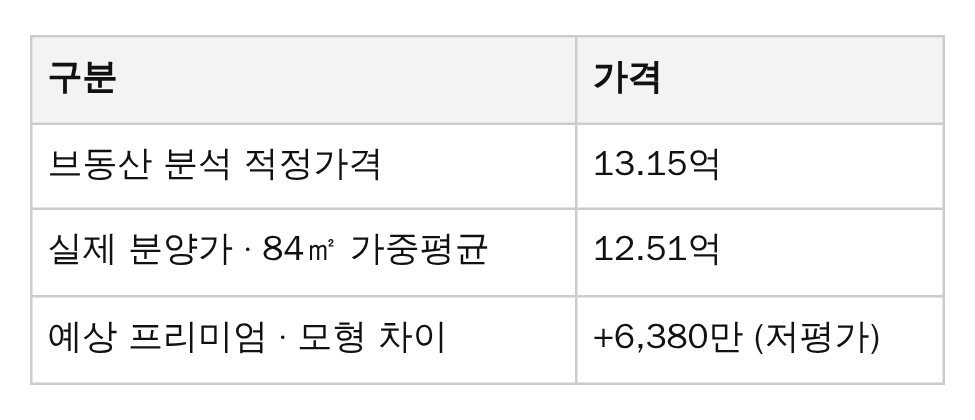 구분 가격
브동산 분석 적정가격 13.15억
실제 분양가 · 84㎡ 가중평균 12.51억
예상 프리미엄 · 모형 차이 +6,380만 (저평가)